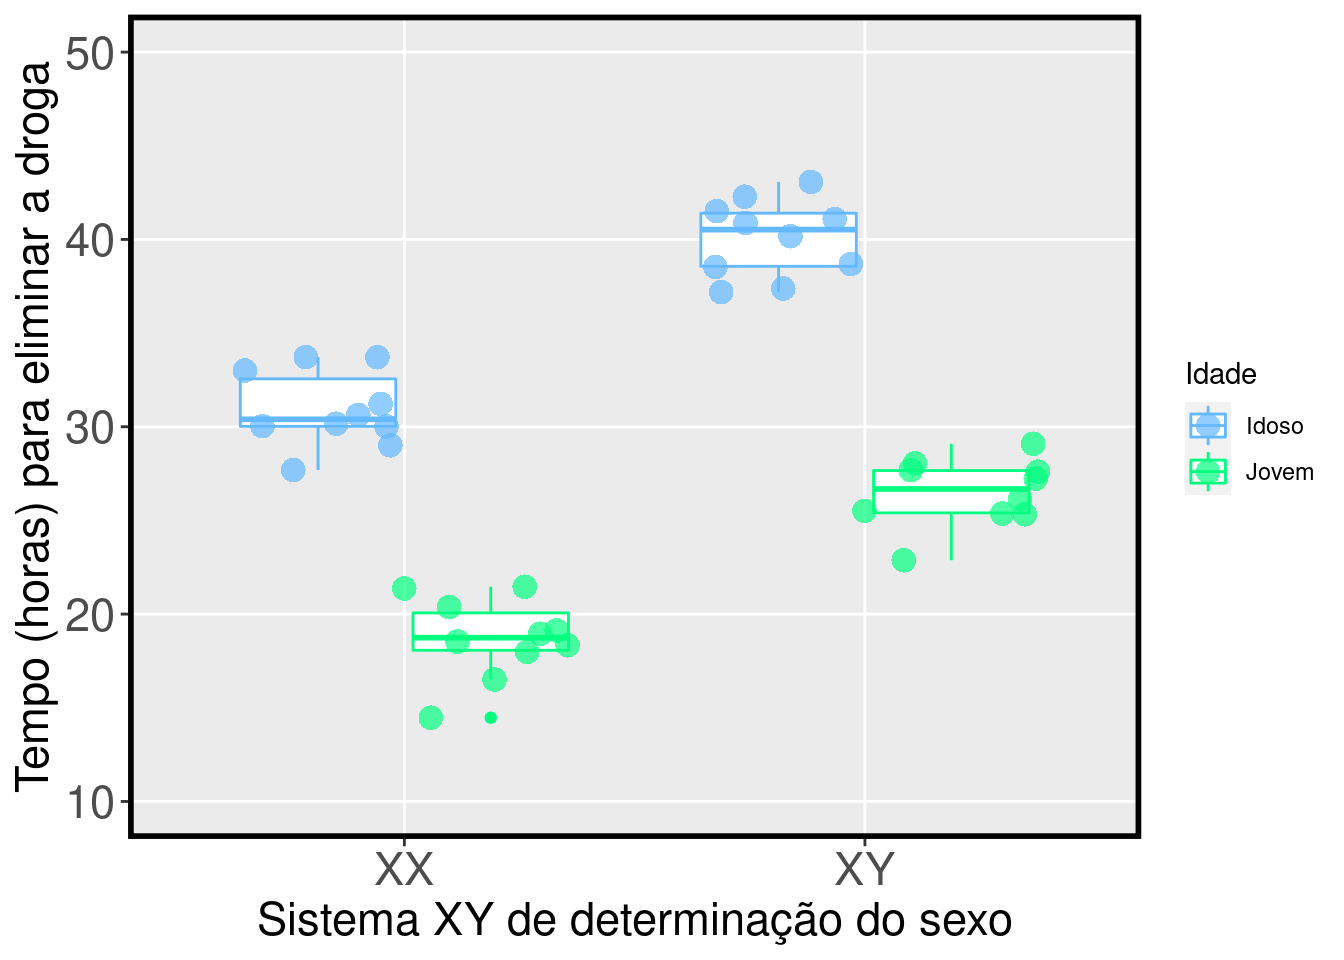 Tempo (horas) para eliminar a droga
50
40
30
20
10
XX
XY
Sistema XY de determinação do sexo
Idade
Idoso
Jovem